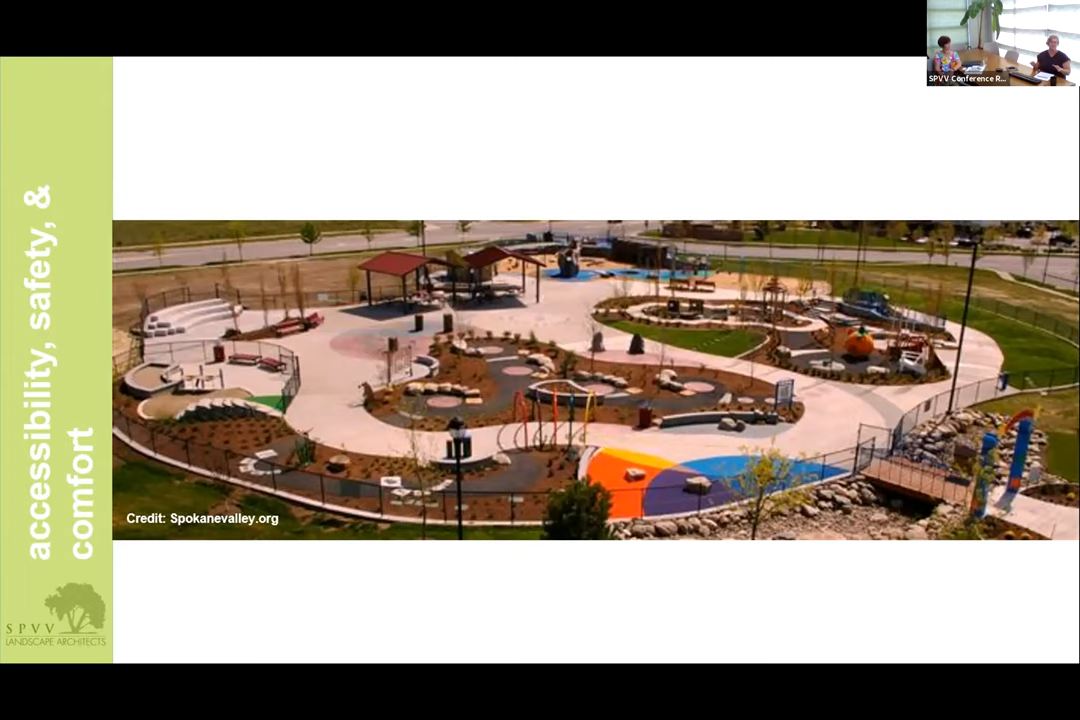 SPVV Conference R...
accessibility, safety, &
comfort
Credit: Spokanevalley.org
SPVV
LANDSCAPE ARCHITECTS